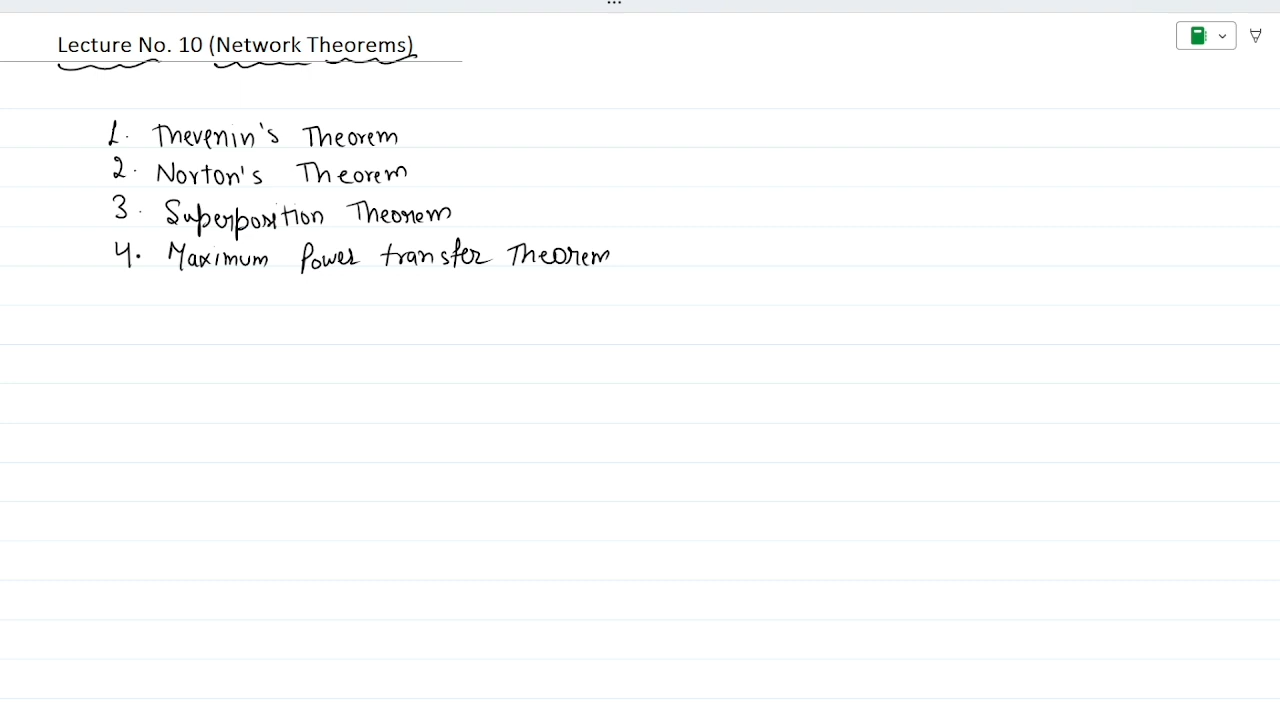 Lecture No. 10 (Network Theorems)
1. Thevenin's Theorem
2. Norton's Theorem
3. Superposition Theorem
4. Maximum Power transfer Theorem